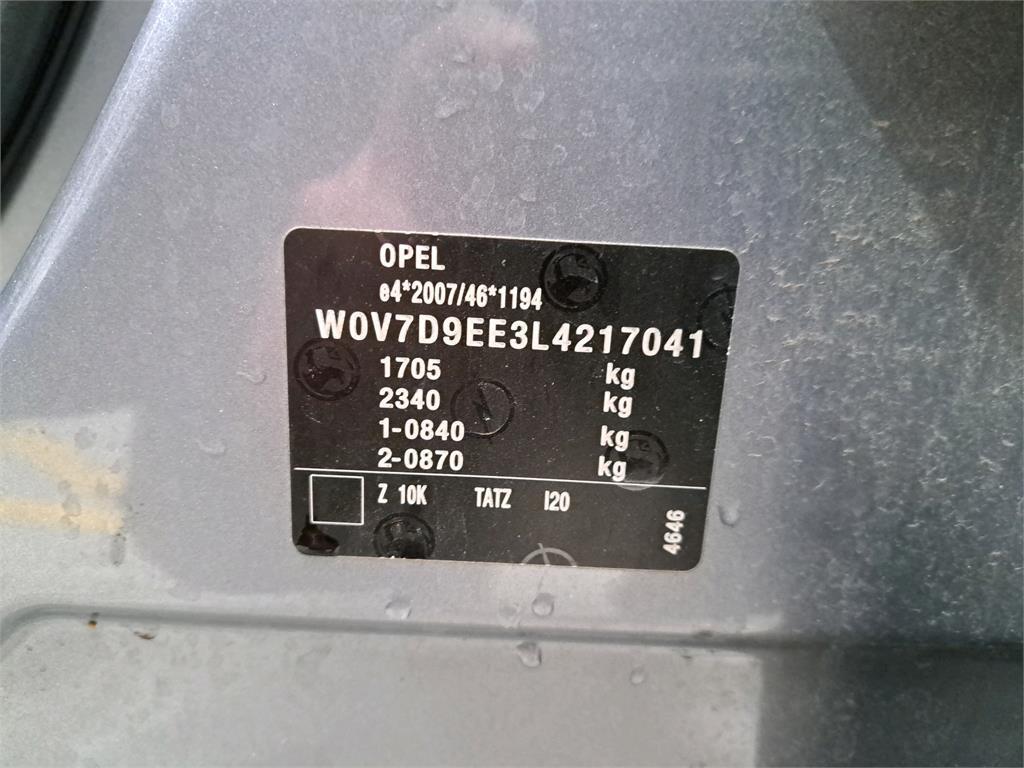 OPEL
e4*2007/46*1194
W0V7D9EE3L4217041
1705 kg
2340 kg
1-0840 kg
2-0870 kg
Z 10K TATZ I20
4646